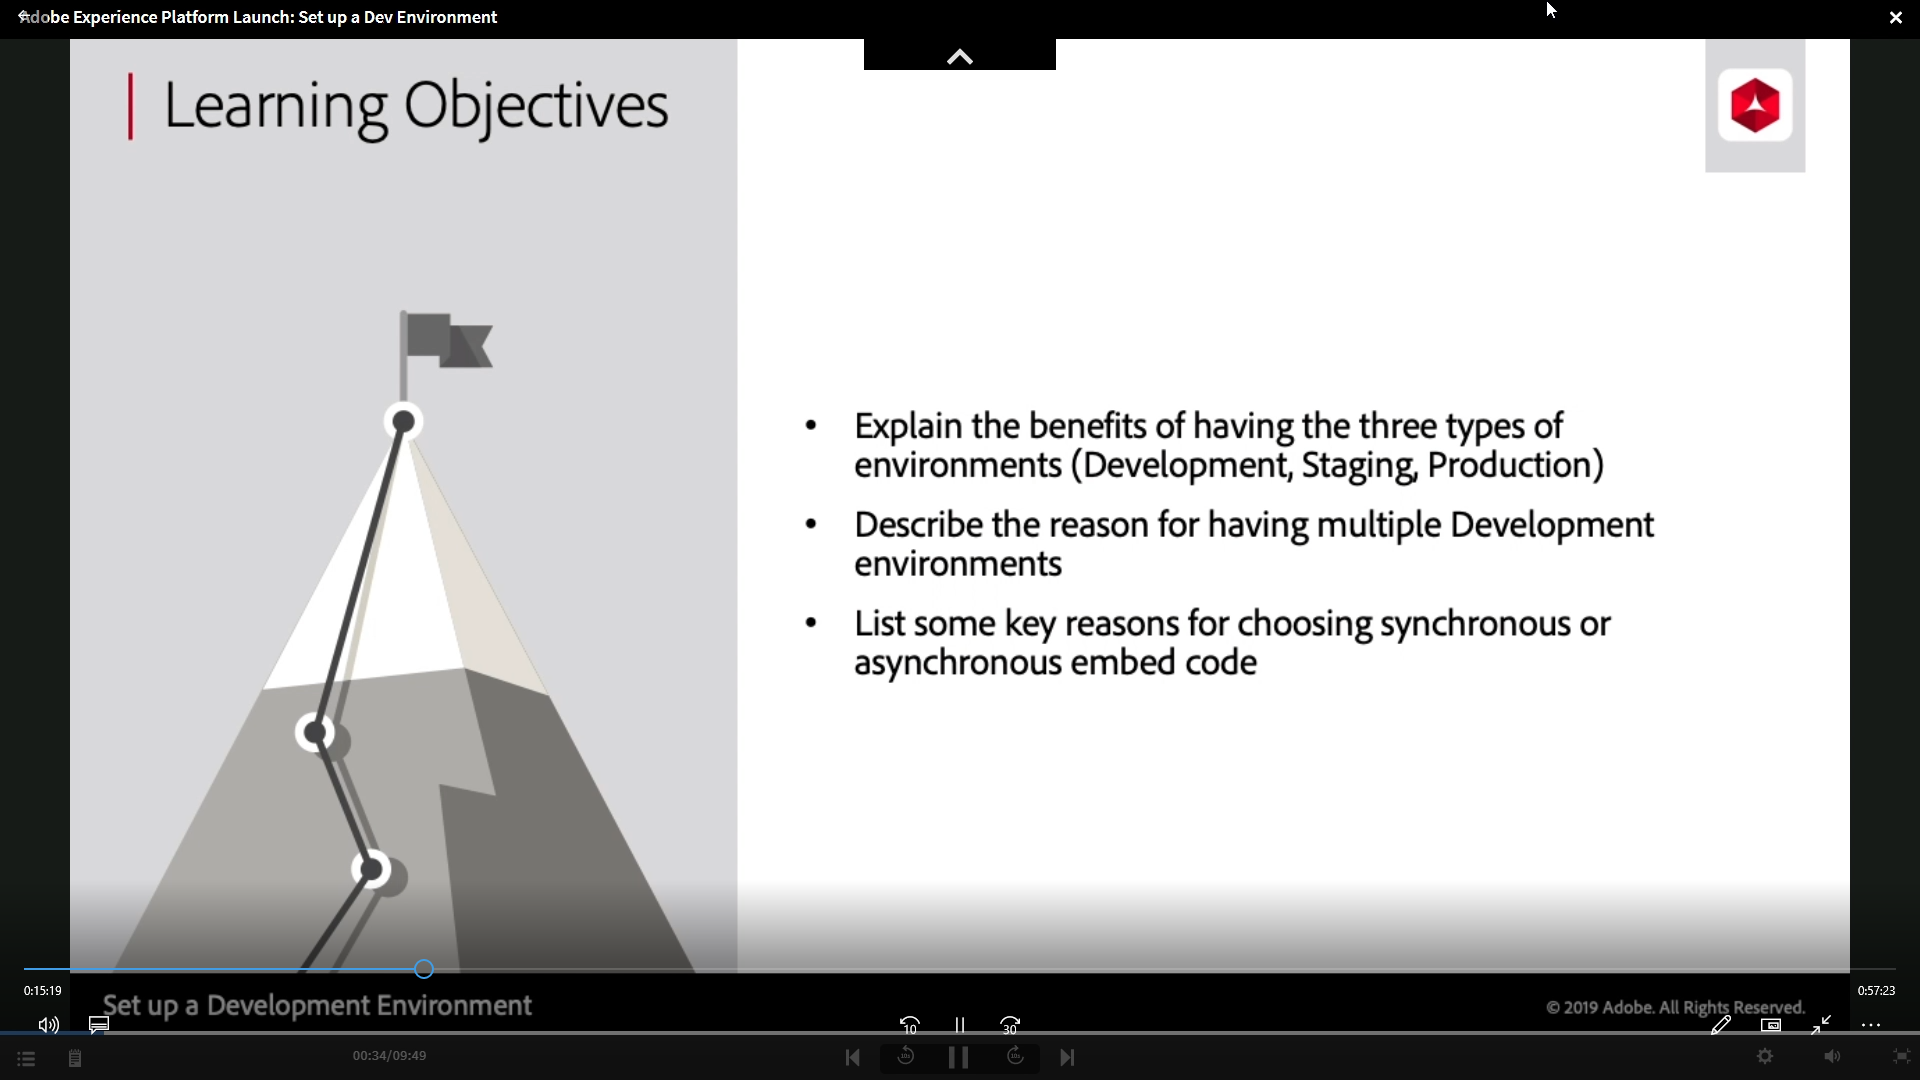 Adobe Experience Platform Launch: Set up a Dev Environment
Learning Objectives
• Explain the benefits of having the three types of
environments (Development, Staging, Production)
• Describe the reason for having multiple Development
environments
• List some key reasons for choosing synchronous or
asynchronous embed code
0:15:19
0:57:23
Set up a Development Environment
© 2019 Adobe. All Rights Reserved.
10
30
00:34/09:49
10s
10s